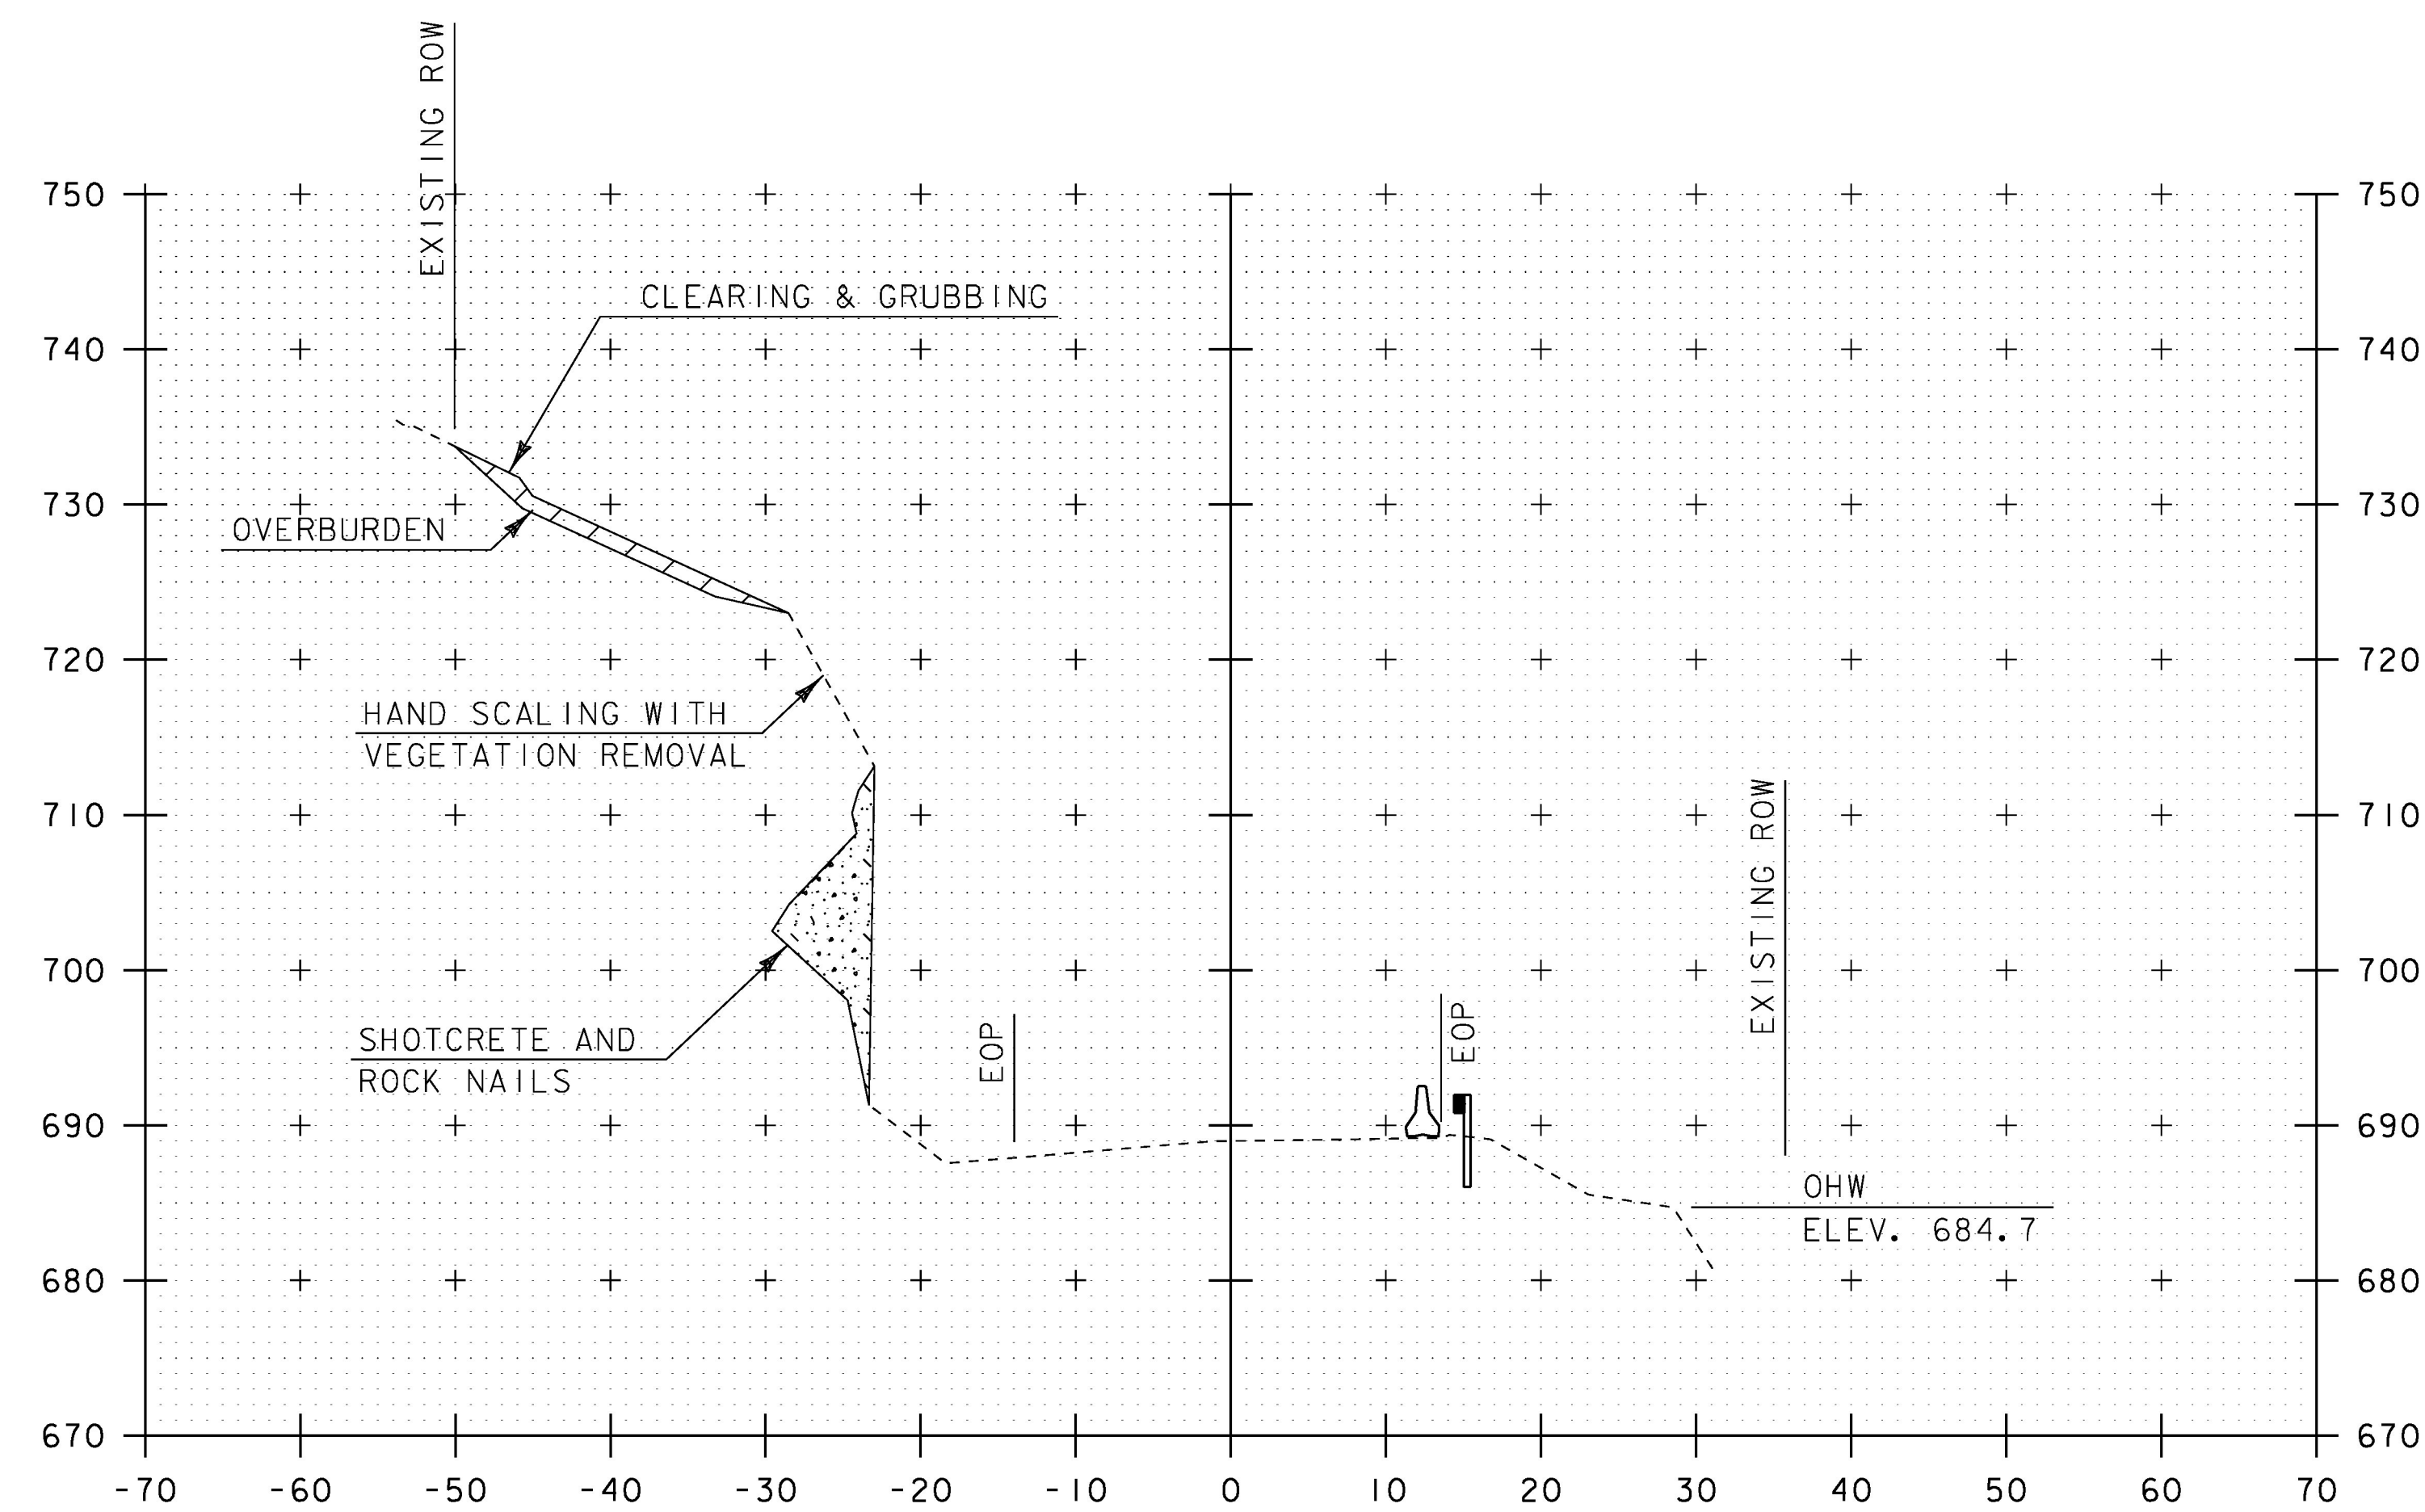 EXISTING ROW
750 750
CLEARING & GRUBBING
740 740
730 730
OVERBURDEN
720 720
HAND SCALING WITH
VEGETATION REMOVAL
EXISTING ROW
710 710
700 700
SHOTCRETE AND
ROCK NAILS
EOP
EOP
690 690
OHW
ELEV. 684.7
680 680
670 670
-70 -60 -50 -40 -30 -20 -10 0 10 20 30 40 50 60 70